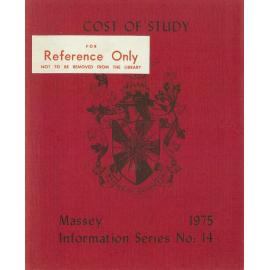 COST OF STUDY
FOR
Reference Only
NOT TO BE REMOVED FROM THE LIBRARY
Massey 1975
Information Series No: 14